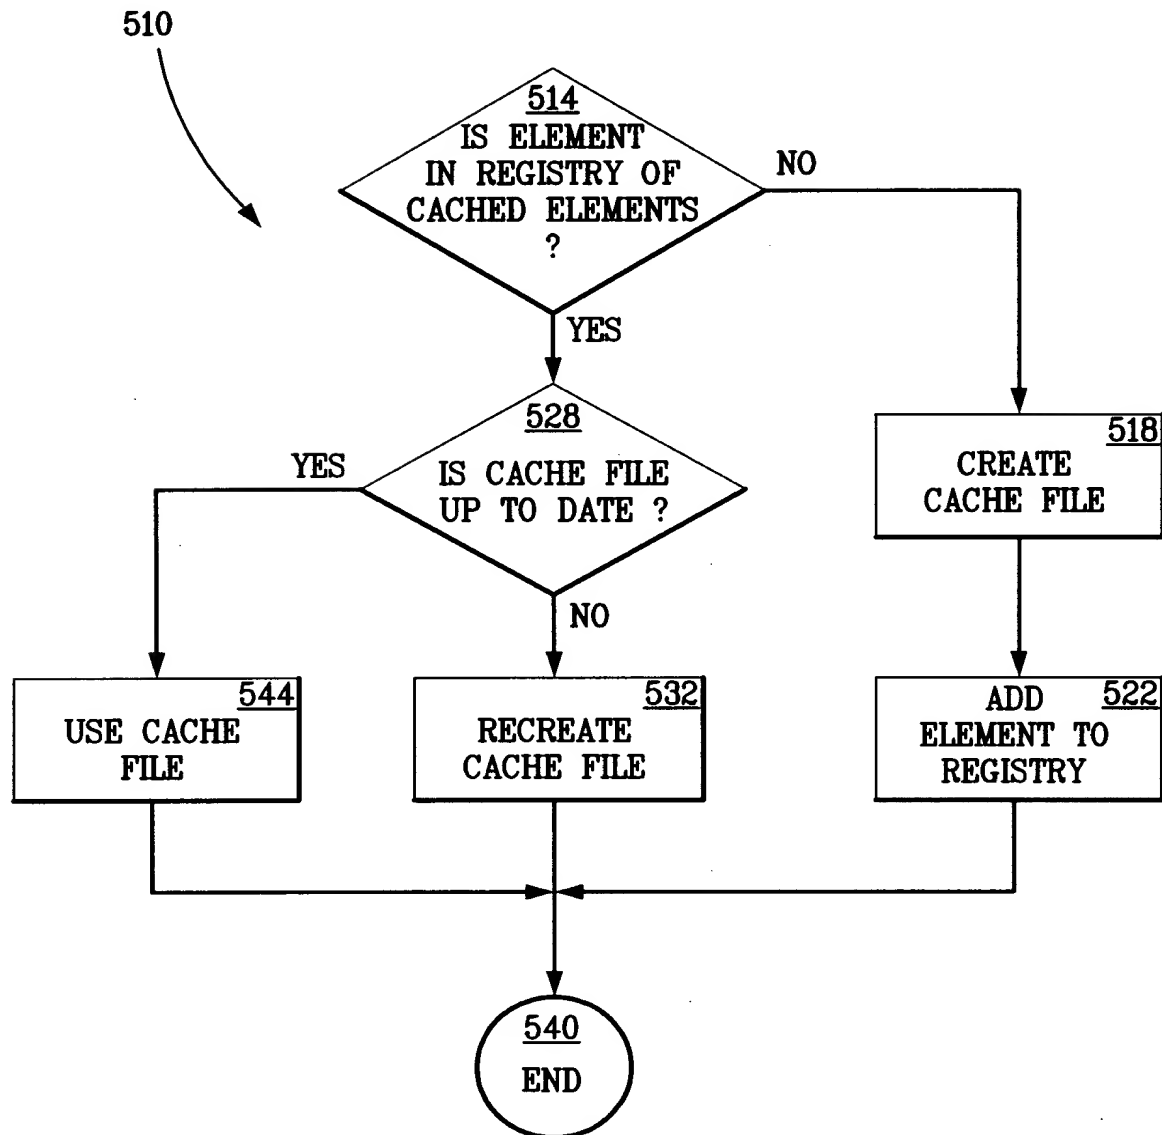 510
514
IS ELEMENT
IN REGISTRY OF
CACHED ELEMENTS
?
NO
YES
528
IS CACHE FILE
UP TO DATE ?
YES
NO
518
CREATE
CACHE FILE
544
USE CACHE
FILE
532
RECREATE
CACHE FILE
522
ADD
ELEMENT TO
REGISTRY
540
END